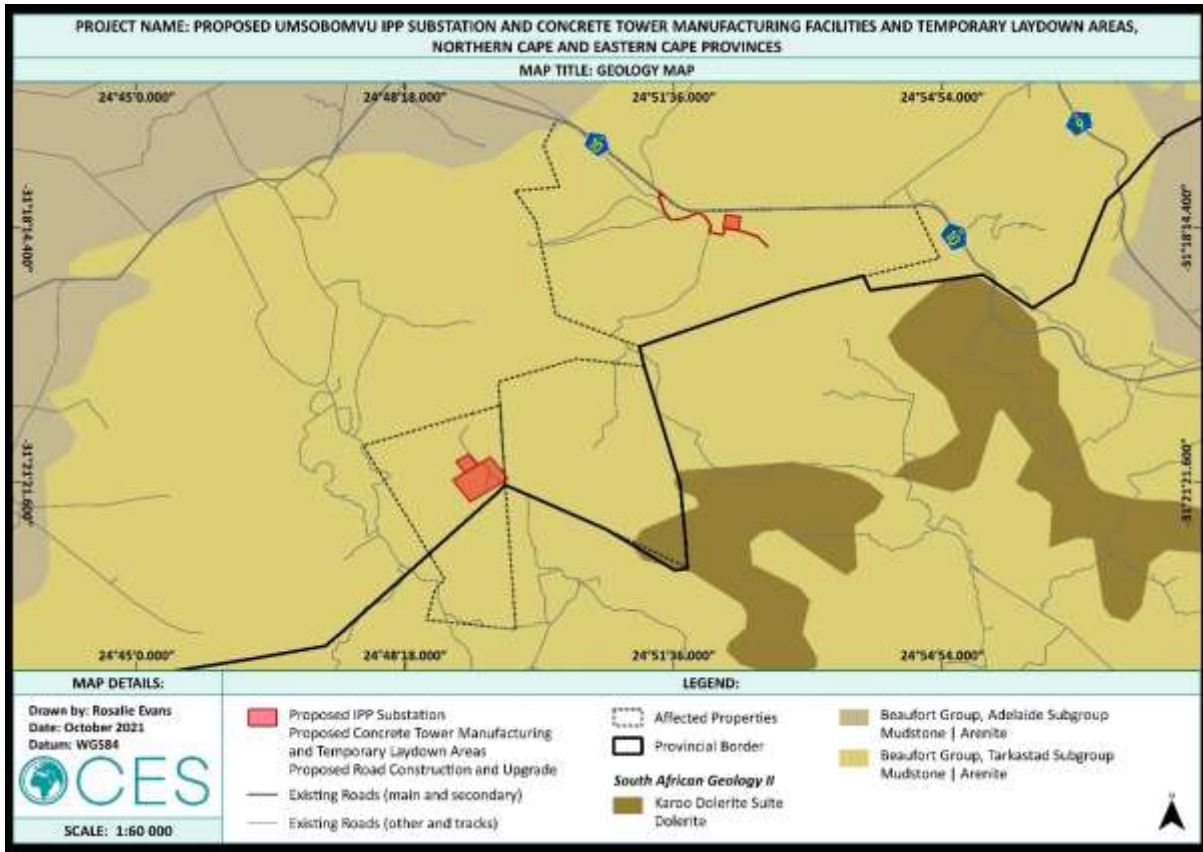 PROJECT NAME: PROPOSED UMSOBOMVU IPP SUBSTATION AND CONCRETE TOWER MANUFACTURING FACILITIES AND TEMPORARY LAYDOWN AREAS,
NORTHERN CAPE AND EASTERN CAPE PROVINCES
MAP TITLE: GEOLOGY MAP
24°45'0.000" 24°48'18.000" 24°51'36.000" 24°54'54.000"
9
-31°18'14.400" -31°18'14.400"
-31°21'21.600" -31°21'21.600"
24°45'0.000" 24°48'18.000" 24°51'36.000" 24°54'54.000"
MAP DETAILS:
Drawn by: Rosalie Evans
Date: October 2021
Datum: WGS84
CES
SCALE: 1:60 000
LEGEND:
Proposed IPP Substation
Proposed Concrete Tower Manufacturing
and Temporary Laydown Areas
Proposed Road Construction and Upgrade
Existing Roads (main and secondary)
Existing Roads (other and tracks)
Affected Properties
Provincial Border
South African Geology II
Karoo Dolerite Suite
Dolerite
Beaufort Group, Adelaide Subgroup
Mudstone | Arenite
Beaufort Group, Tarkastad Subgroup
Mudstone | Arenite